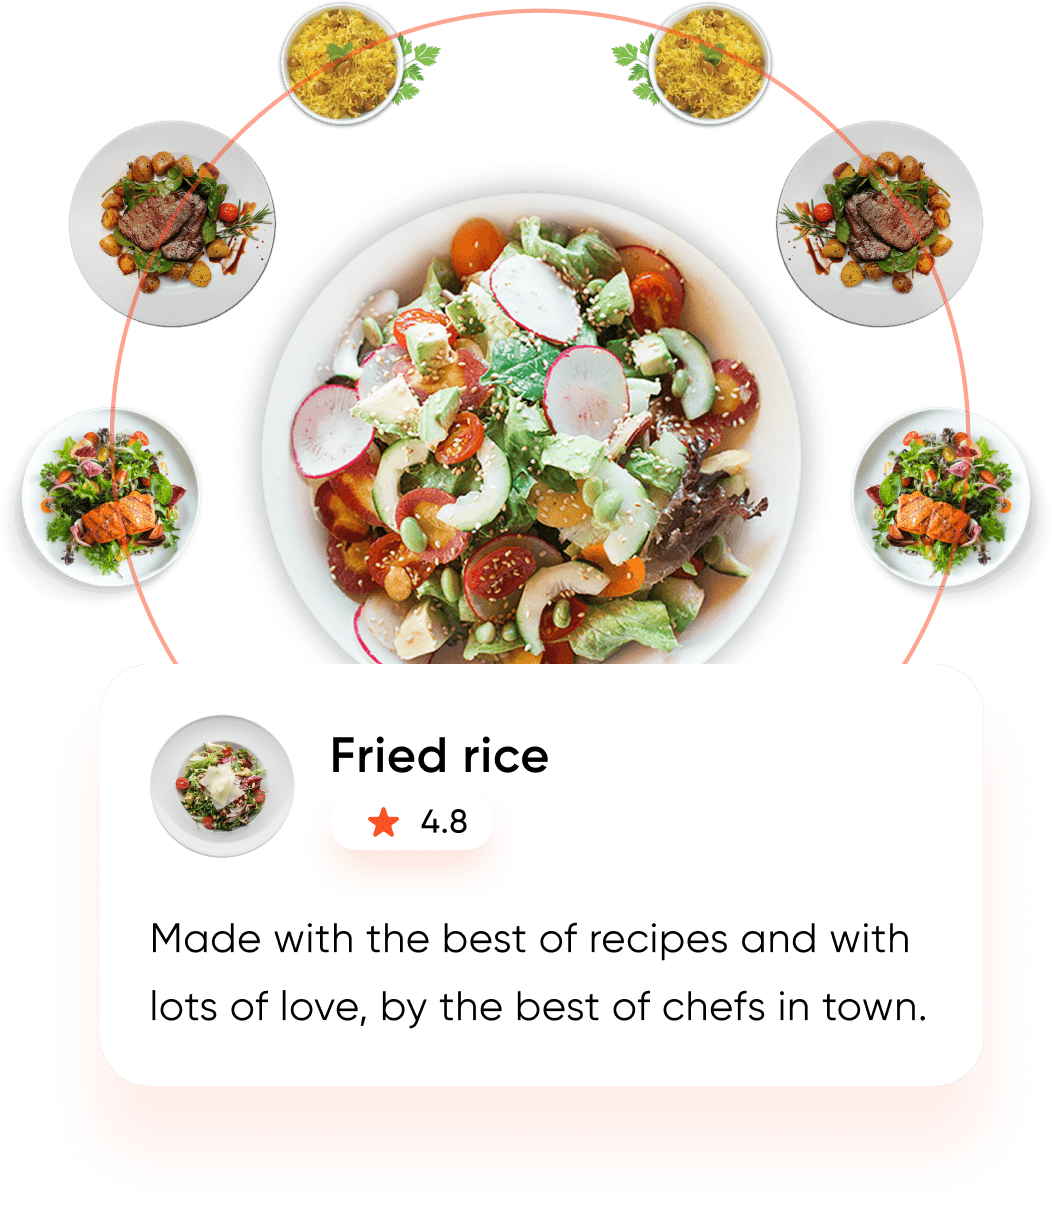 Fried rice
4.8
Made with the best of recipes and with
lots of love, by the best of chefs in town.